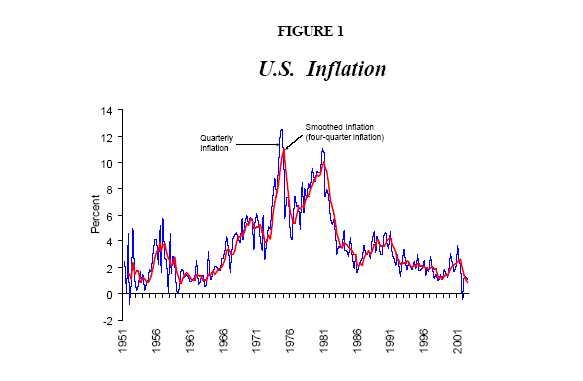 FIGURE 1
U.S. Inflation
Quarterly
Inflation
Smoothed Inflation
(four-quarter inflation)
Percent
14
12
10
8
6
4
2
0
-2
1951
1956
1961
1966
1971
1976
1981
1986
1991
1996
2001